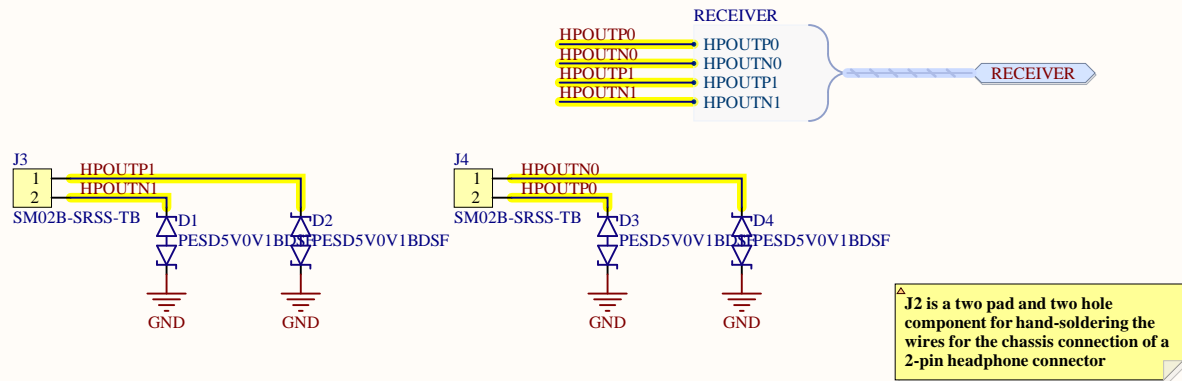 RECEIVER
HPOUTP0
HPOUTN0
HPOUTP1
HPOUTN1
HPOUTP0
HPOUTN0
HPOUTP1
HPOUTN1
RECEIVER
J3
1
2
HPOUTP1
HPOUTN1
SM02B-SRSS-TB
D1
PESD5V0V1BDSF
D2
PESD5V0V1BDSF
GND
GND
J4
1
2
HPOUTN0
HPOUTP0
SM02B-SRSS-TB
D3
PESD5V0V1BDSF
D4
PESD5V0V1BDSF
GND
GND
J2 is a two pad and two hole
component for hand-soldering the
wires for the chassis connection of a
2-pin headphone connector